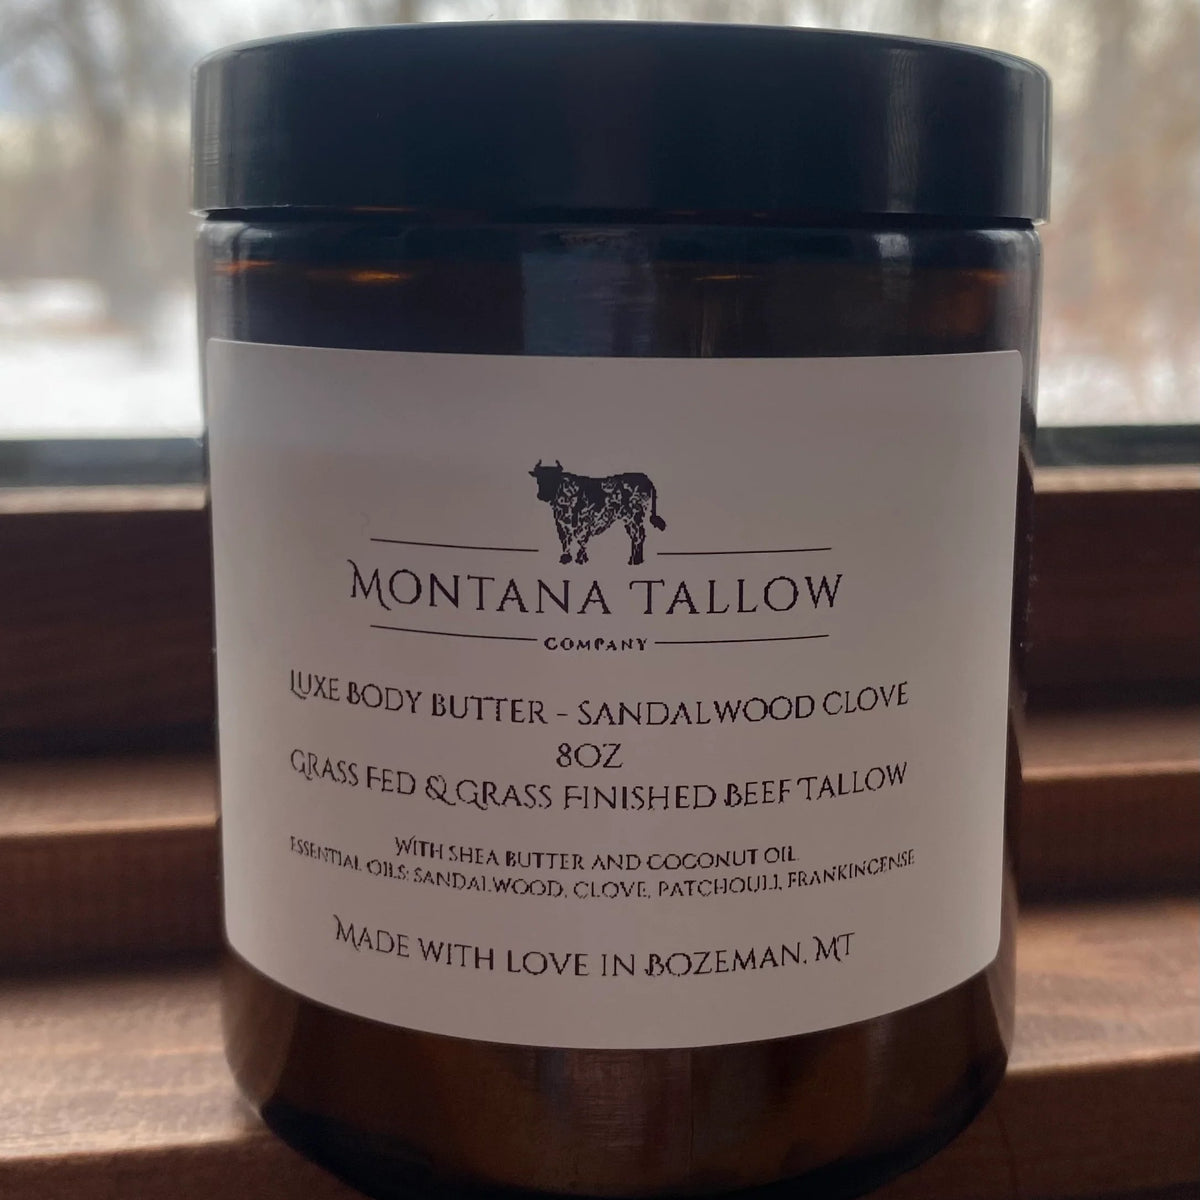 MONTANA TALLOW
COMPANY
LUXE BODY BUTTER - SANDALWOOD CLOVE
8OZ
GRASS FED & GRASS FINISHED BEEF TALLOW
WITH SHEA BUTTER AND COCONUT OIL
ESSENTIAL OILS: SANDALWOOD, CLOVE, PATCHOULI, FRANKINCENSE
MADE WITH LOVE IN BOZEMAN, MT